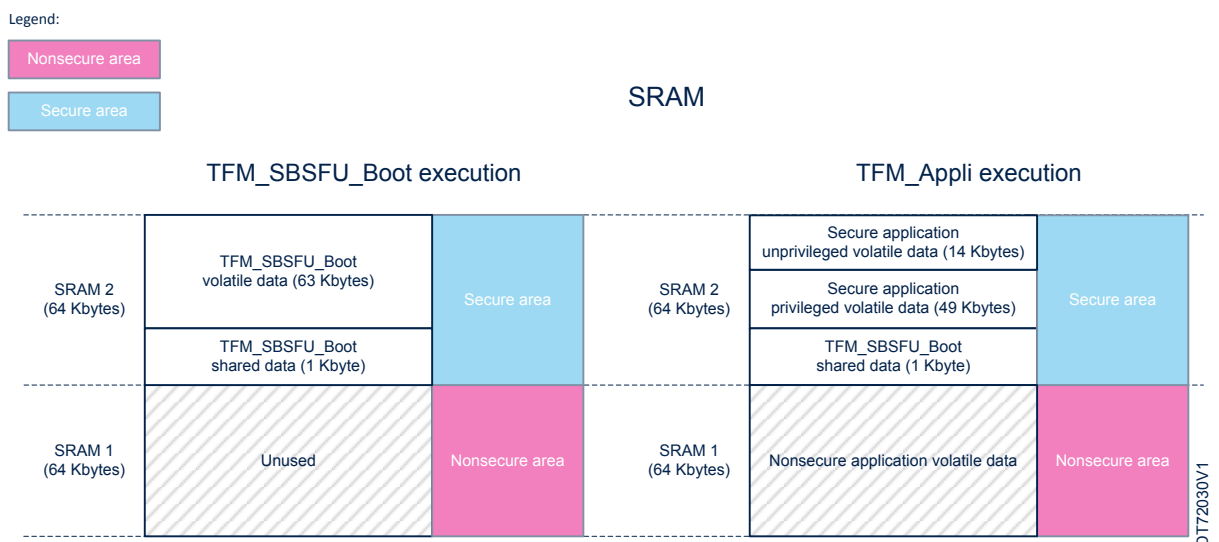 Legend:
Nonsecure area
Secure area
SRAM
TFM_SBSFU_Boot execution
TFM_Appli execution
SRAM 2
(64 Kbytes)
TFM_SBSFU_Boot
volatile data (63 Kbytes)
TFM_SBSFU_Boot
shared data (1 Kbyte)
Secure area
SRAM 1
(64 Kbytes)
Unused
Nonsecure area
SRAM 2
(64 Kbytes)
Secure application
unprivileged volatile data (14 Kbytes)
Secure application
privileged volatile data (49 Kbytes)
TFM_SBSFU_Boot
shared data (1 Kbyte)
Secure area
SRAM 1
(64 Kbytes)
Nonsecure application volatile data
Nonsecure area
DT72030V1